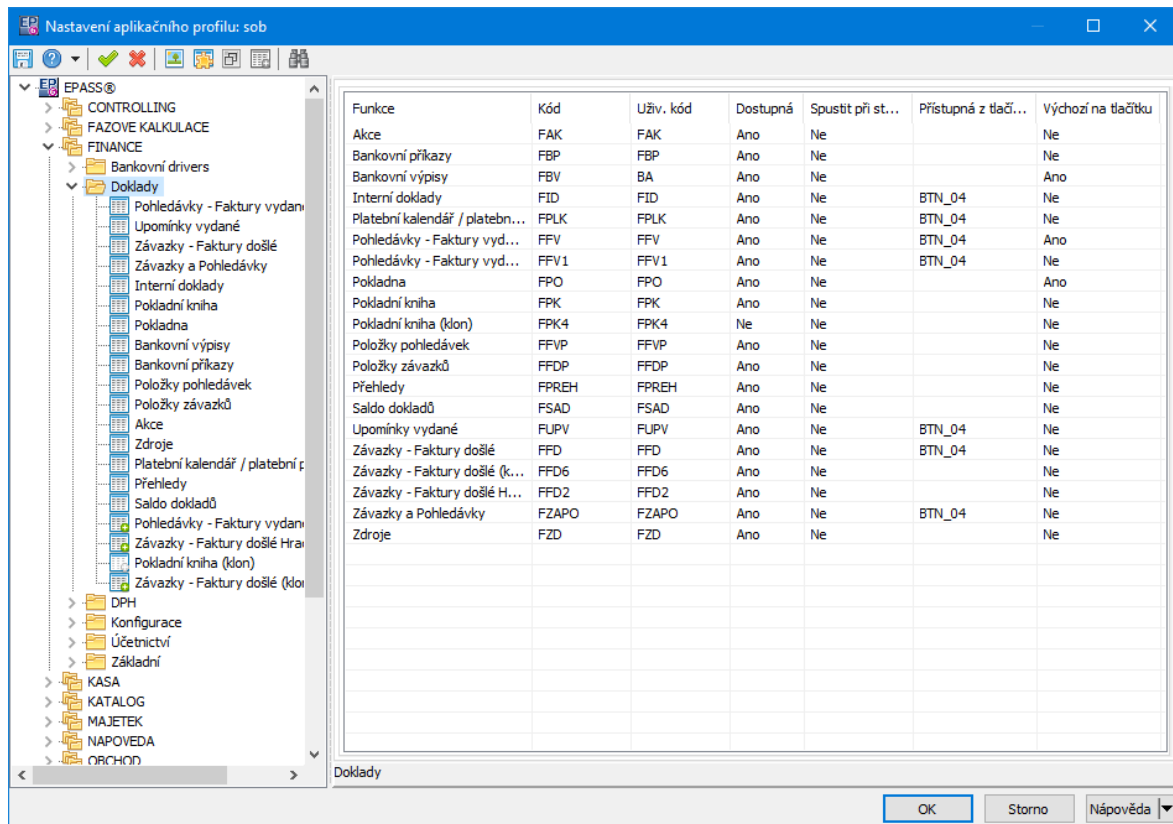 Nastavení aplikačního profilu: sob
EPASS®
CONTROLLING
FAZOVE KALKULACE
FINANCE
Bankovní drivers
Doklady
Pohledávky - Faktury vydan
Upomínky vydané
Závazky - Faktury došlé
Závazky a Pohledávky
Interní doklady
Pokladní kniha
Pokladna
Bankovní výpisy
Bankovní příkazy
Položky pohledávek
Položky závazků
Akce
Zdroje
Platební kalendář / platební p
Přehledy
Saldo dokladů
Pohledávky - Faktury vydan
Závazky - Faktury došlé Hra
Pokladní kniha (klon)
Závazky - Faktury došlé (klo
DPH
Konfigurace
Účetnictví
Základní
KASA
KATALOG
MAJETEK
NAPOVEDA
OBCHOD
Funkce Kód Uživ. kód Dostupná Spustit při st... Přístupná z tlačí... Výchozí na tlačítku
Akce FAK FAK Ano Ne Ne
Bankovní příkazy FBP FBP Ano Ne Ne
Bankovní výpisy FBV BA Ano Ne Ano
Interní doklady FID FID Ano Ne BTN_04 Ne
Platební kalendář / platebn... FPLK FPLK Ano Ne BTN_04 Ne
Pohledávky - Faktury vyd... FFV FFV Ano Ne BTN_04 Ano
Pohledávky - Faktury vyd... FFV1 FFV1 Ano Ne BTN_04 Ne
Pokladna FPO FPO Ano Ne Ano
Pokladní kniha FPK FPK Ano Ne Ne
Pokladní kniha (klon) FPK4 FPK4 Ne Ne Ne
Položky pohledávek FFVP FFVP Ano Ne Ne
Položky závazků FFDP FFDP Ano Ne Ne
Přehledy FPREH FPREH Ano Ne Ne
Saldo dokladů FSAD FSAD Ano Ne Ne
Upomínky vydané FUPV FUPV Ano Ne BTN_04 Ne
Závazky - Faktury došlé FFD FFD Ano Ne BTN_04 Ne
Závazky - Faktury došlé (k... FFD6 FFD6 Ano Ne Ne
Závazky - Faktury došlé H... FFD2 FFD2 Ano Ne Ne
Závazky a Pohledávky FZAPO FZAPO Ano Ne BTN_04 Ne
Zdroje FZD FZD Ano Ne Ne
Doklady
OK Storno Nápověda